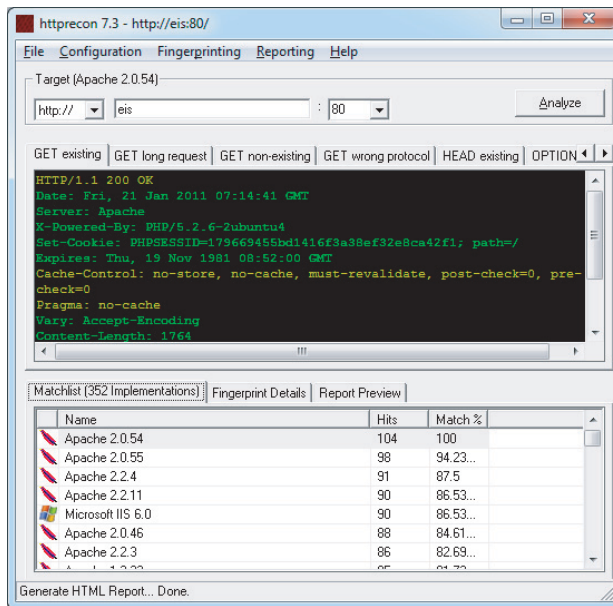 httprecon 7.3 - http://eis:80/
File Configuration Fingerprinting Reporting Help
Target (Apache 2.0.54)
http:// eis : 80 Analyze
GET existing GET long request GET non-existing GET wrong protocol HEAD existing OPTION
HTTP/1.1 200 OK
Date: Fri, 21 Jan 2011 07:14:41 GMT
Server: Apache
X-Powered-By: PHP/5.2.6-2ubuntu4
Set-Cookie: PHPSESSID=179669455bd1416f3a38ef32e8ca42f1; path=/
Expires: Thu, 19 Nov 1981 08:52:00 GMT
Cache-Control: no-store, no-cache, must-revalidate, post-check=0, pre-
check=0
Pragma: no-cache
Vary: Accept-Encoding
Content-Length: 1764
Matchlist (352 Implementations) Fingerprint Details Report Preview
Name Hits Match %
Apache 2.0.54 104 100
Apache 2.0.55 98 94.23...
Apache 2.2.4 91 87.5
Apache 2.2.11 90 86.53...
Microsoft IIS 6.0 90 86.53...
Apache 2.0.46 88 84.61...
Apache 2.2.3 86 82.69...
Generate HTML Report... Done.